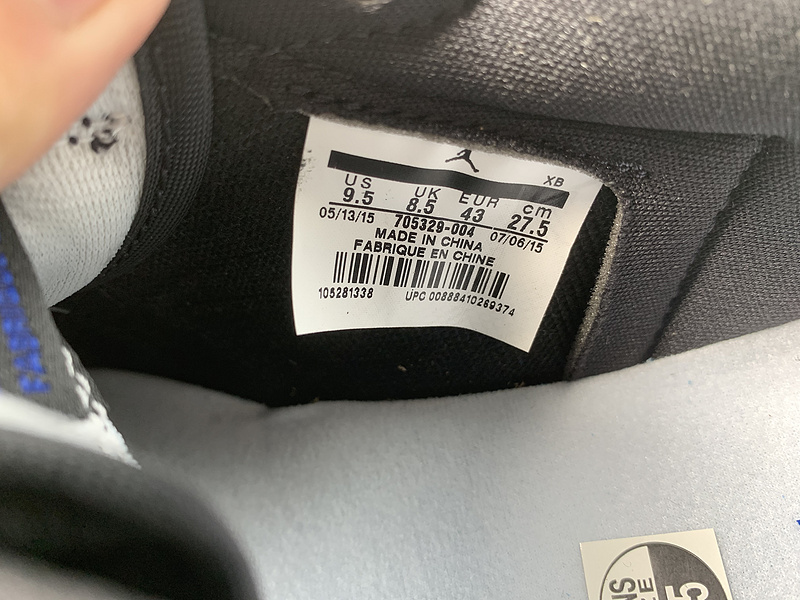 XB
US UK EUR cm
9.5 8.5 43 27.5
05/13/15 705329-004 07/06/15
MADE IN CHINA
FABRIQUE EN CHINE
105281338 UPC 00888410269374